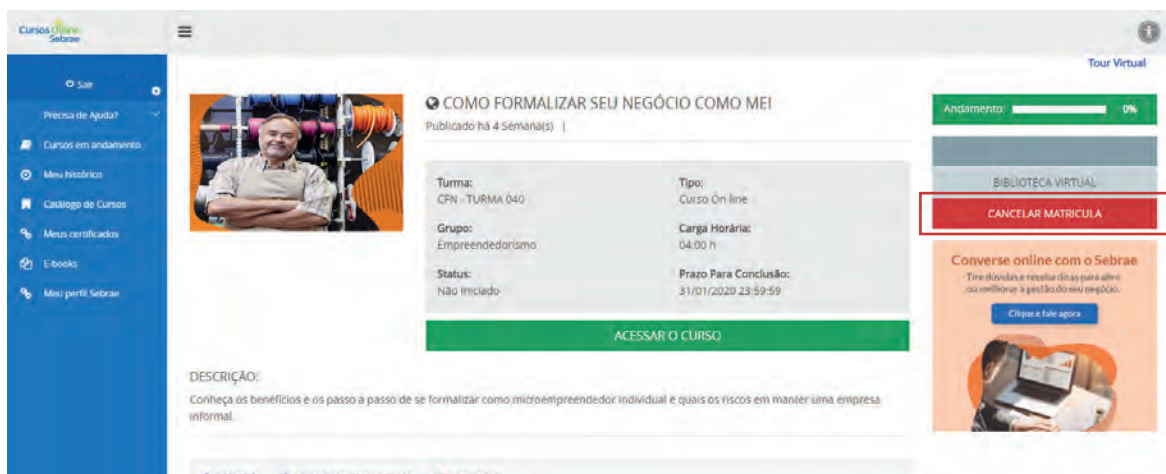 Cursos Online
Sebrae
Tour Virtual
Sair
Precisa de Ajuda?
Cursos em andamento
Meu histórico
Catálogo de Cursos
Meus certificados
E-books
Meu perfil Sebrae
COMO FORMALIZAR SEU NEGÓCIO COMO MEI
Publicado há 4 Semana(s) |
Turma:
CFN - TURMA 040
Tipo:
Curso On line
Grupo:
Empreendedorismo
Carga Horária:
04:00 h
Status:
Não Iniciado
Prazo Para Conclusão:
31/01/2020 23:59:59
ACESSAR O CURSO
Andamento:
0%
BIBLIOTECA VIRTUAL
CANCELAR MATRICULA
Converse online com o Sebrae
Tire dúvidas e receba dicas para abrir
ou melhorar a gestão do seu negócio.
Clique e fale agora
DESCRIÇÃO:
Conheça os benefícios e os passo a passo de se formalizar como microempreendedor individual e quais os riscos em manter uma empresa
informal.